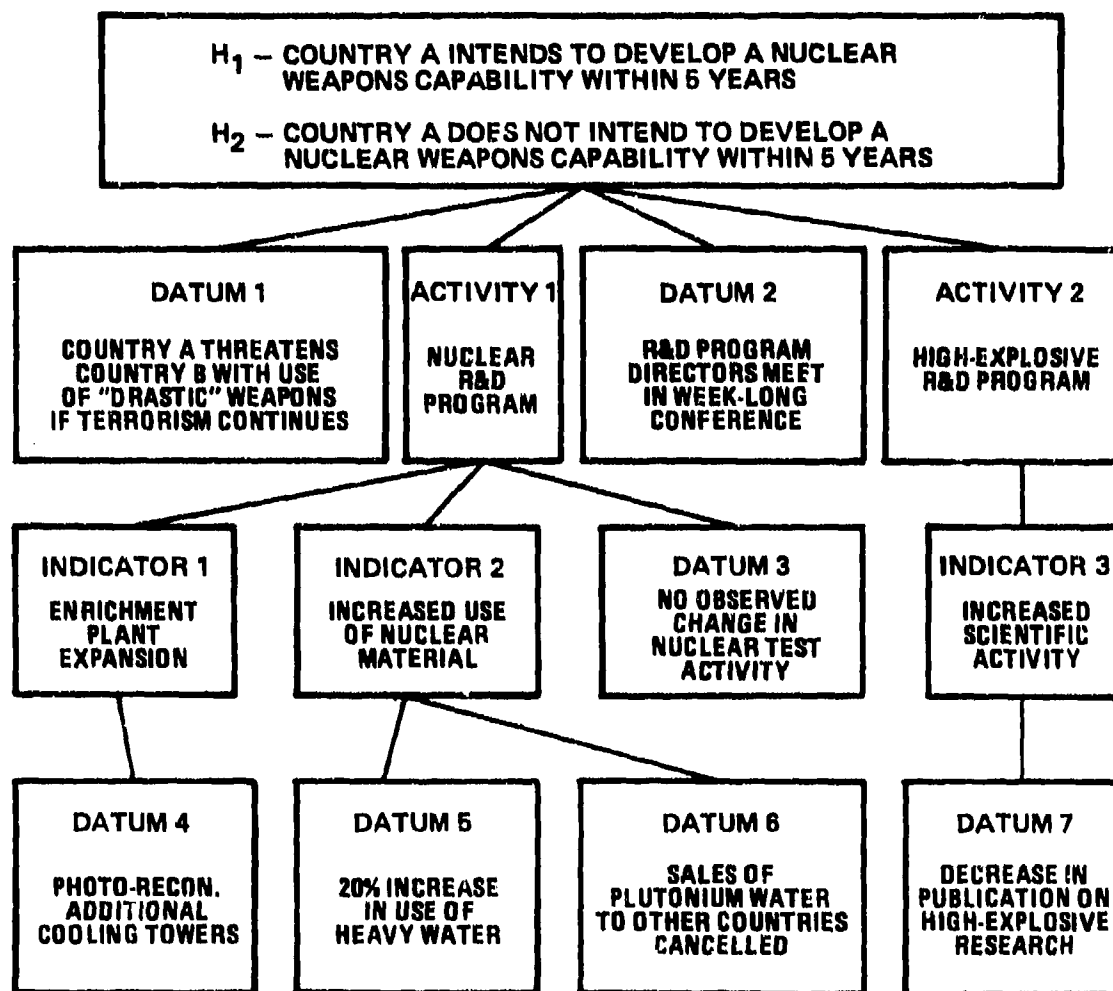 H1 – COUNTRY A INTENDS TO DEVELOP A NUCLEAR
WEAPONS CAPABILITY WITHIN 5 YEARS
H2 – COUNTRY A DOES NOT INTEND TO DEVELOP A
NUCLEAR WEAPONS CAPABILITY WITHIN 5 YEARS
DATUM 1
COUNTRY A THREATENS
COUNTRY B WITH USE
OF "DRASTIC" WEAPONS
IF TERRORISM CONTINUES
ACTIVITY 1
NUCLEAR
R&D
PROGRAM
DATUM 2
R&D PROGRAM
DIRECTORS MEET
IN WEEK-LONG
CONFERENCE
ACTIVITY 2
HIGH-EXPLOSIVE
R&D PROGRAM
INDICATOR 1
ENRICHMENT
PLANT
EXPANSION
INDICATOR 2
INCREASED USE
OF NUCLEAR
MATERIAL
DATUM 3
NO OBSERVED
CHANGE IN
NUCLEAR TEST
ACTIVITY
INDICATOR 3
INCREASED
SCIENTIFIC
ACTIVITY
DATUM 4
PHOTO-RECON.
ADDITIONAL
COOLING TOWERS
DATUM 5
20% INCREASE
IN USE OF
HEAVY WATER
DATUM 6
SALES OF
PLUTONIUM WATER
TO OTHER COUNTRIES
CANCELLED
DATUM 7
DECREASE IN
PUBLICATION ON
HIGH-EXPLOSIVE
RESEARCH